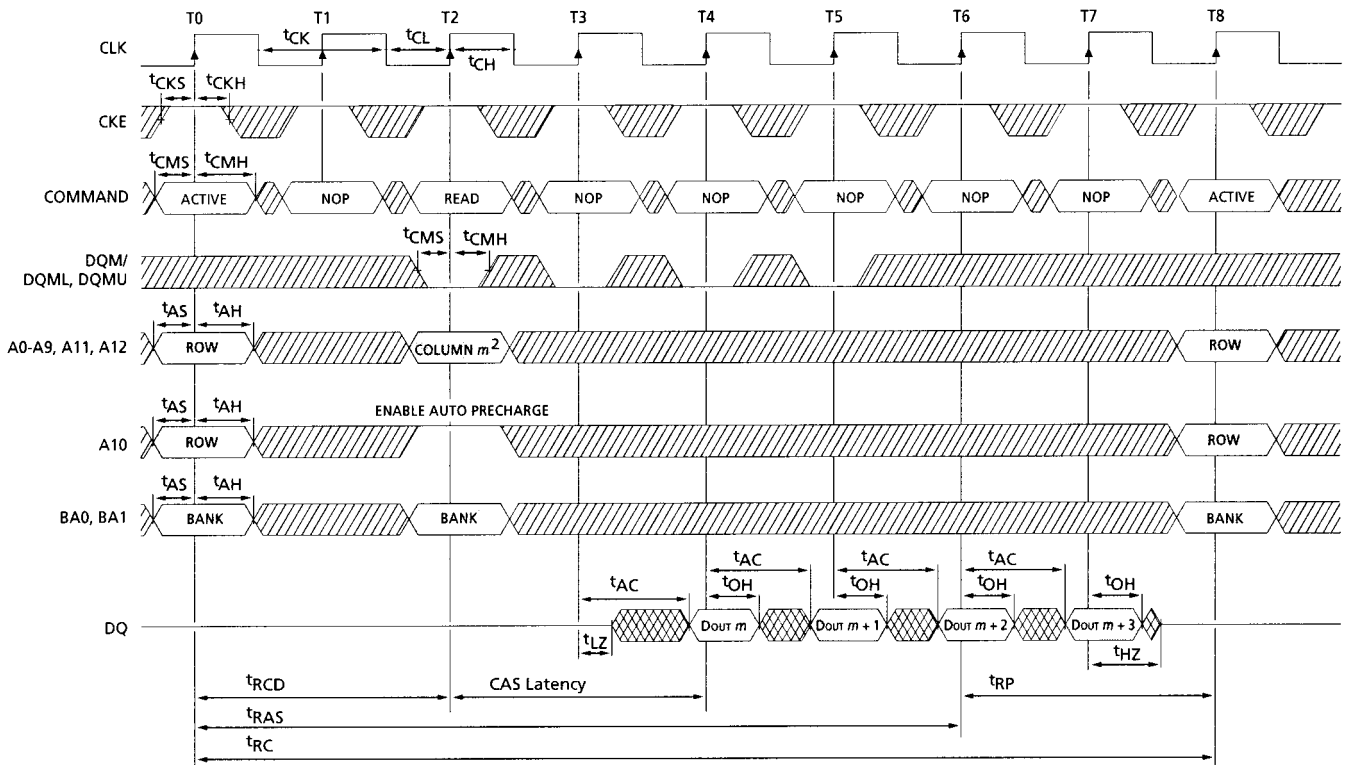 T0 T1 T2 T3 T4 T5 T6 T7 T8
CLK tCK tCL tCH
tCKS tCKH
CKE
tCMS tCMH
COMMAND ACTIVE NOP READ NOP NOP NOP NOP NOP ACTIVE
tCMS tCMH
DQM/
DQML, DQMU
tAS tAH
A0-A9, A11, A12 ROW COLUMN m² ROW
ENABLE AUTO PRECHARGE
tAS tAH
A10 ROW ROW
tAS tAH
BA0, BA1 BANK BANK BANK
tAC tAC tAC
tAC tOH tOH tOH tOH
DQ DOUT m DOUT m + 1 DOUT m + 2 DOUT m + 3
tLZ tHZ
tRCD CAS Latency tRP
tRAS
tRC